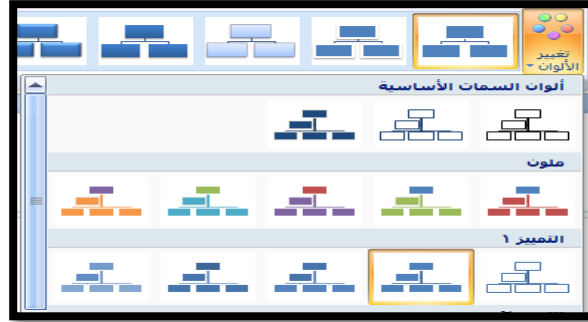 تغيير
الألوان
ألوان السمات الأساسية
ملون
التمييز ١